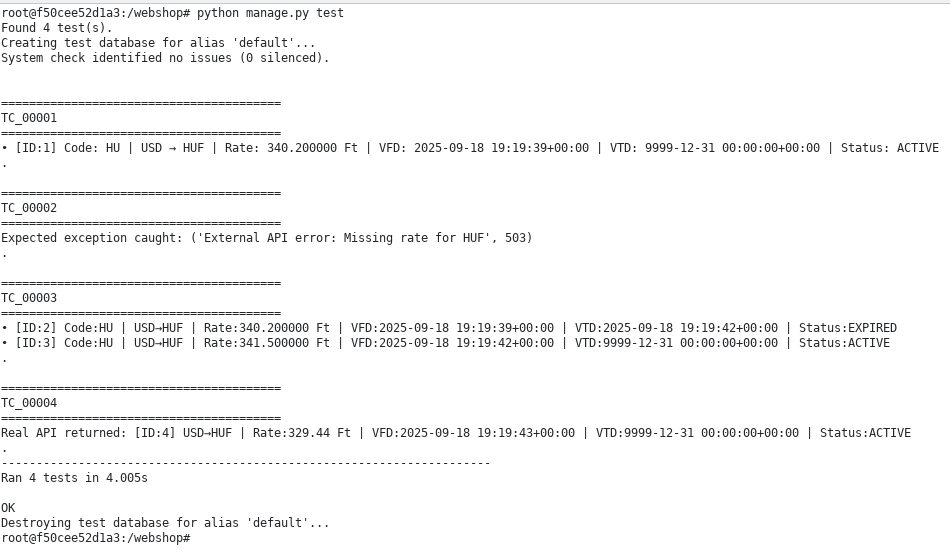 root@f50cee52d1a3:/webshop# python manage.py test
Found 4 test(s).
Creating test database for alias 'default'...
System check identified no issues (0 silenced).
========================================
TC_00001
========================================
• [ID:1] Code: HU | USD → HUF | Rate: 340.200000 Ft | VFD: 2025-09-18 19:19:39+00:00 | VTD: 9999-12-31 00:00:00+00:00 | Status: ACTIVE
.
========================================
TC_00002
========================================
Expected exception caught: ('External API error: Missing rate for HUF', 503)
.
========================================
TC_00003
========================================
• [ID:2] Code:HU | USD→HUF | Rate:340.200000 Ft | VFD:2025-09-18 19:19:39+00:00 | VTD:2025-09-18 19:19:42+00:00 | Status:EXPIRED
• [ID:3] Code:HU | USD→HUF | Rate:341.500000 Ft | VFD:2025-09-18 19:19:42+00:00 | VTD:9999-12-31 00:00:00+00:00 | Status:ACTIVE
.
========================================
TC_00004
========================================
Real API returned: [ID:4] USD→HUF | Rate:329.44 Ft | VFD:2025-09-18 19:19:43+00:00 | VTD:9999-12-31 00:00:00+00:00 | Status:ACTIVE
.
----------------------------------------------------------------------
Ran 4 tests in 4.005s
OK
Destroying test database for alias 'default'...
root@f50cee52d1a3:/webshop#